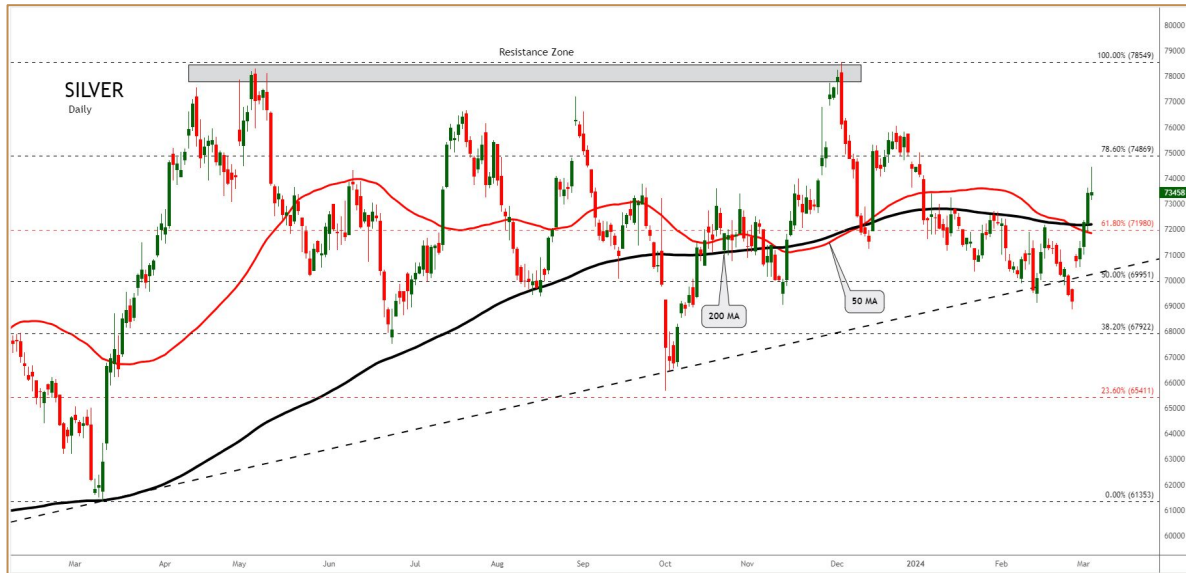 Resistance Zone
SILVER
Daily
100.00% (78549)
78.60% (74869)
61.80% (71980)
50.00% (69951)
38.20% (67922)
23.60% (65411)
0.00% (61353)
200 MA
50 MA
80000
79000
78000
77000
76000
75000
74000
73458
73000
72000
71000
70000
69000
68000
67000
66000
65000
64000
63000
62000
61000
60000
Mar
Apr
May
Jun
Jul
Aug
Sep
Oct
Nov
Dec
2024
Feb
Mar